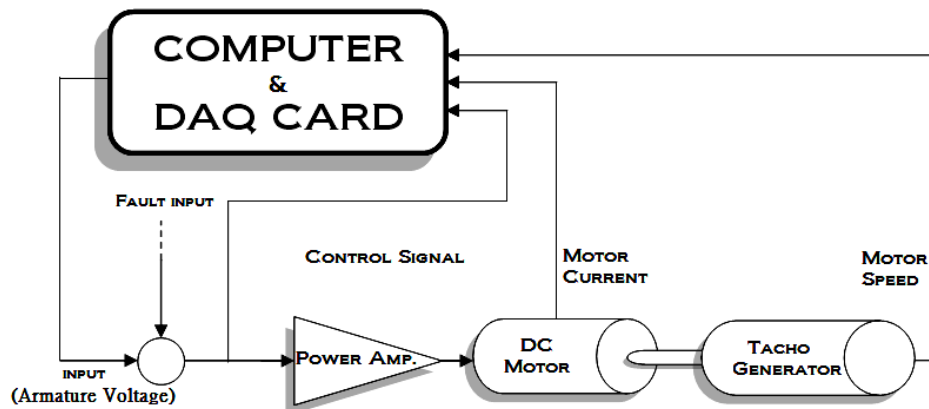 COMPUTER
&
DAQ CARD
FAULT INPUT
CONTROL SIGNAL
MOTOR
CURRENT
MOTOR
SPEED
POWER AMP.
DC
MOTOR
TACHO
GENERATOR
INPUT
(Armature Voltage)